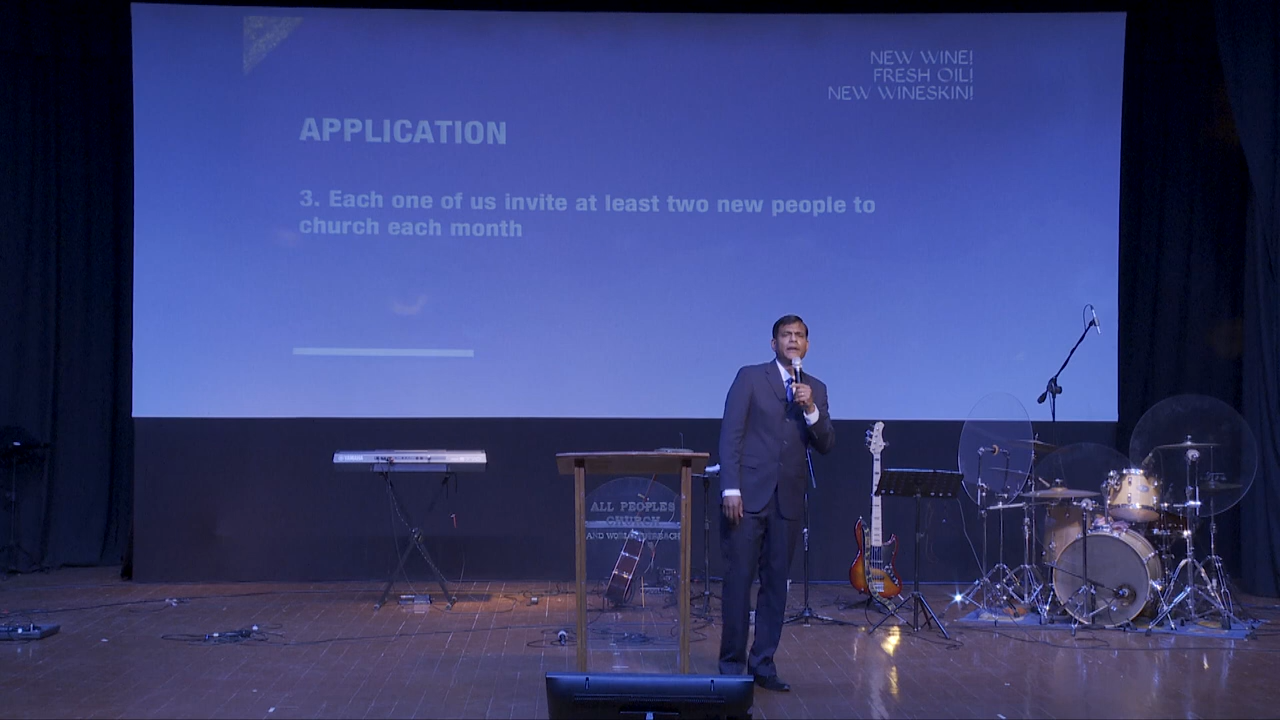 NEW WINE!
FRESH OIL!
NEW WINESKIN!
APPLICATION
3. Each one of us invite at least two new people to
church each month
YAMAHA
ALL PEOPLES
CHURCH